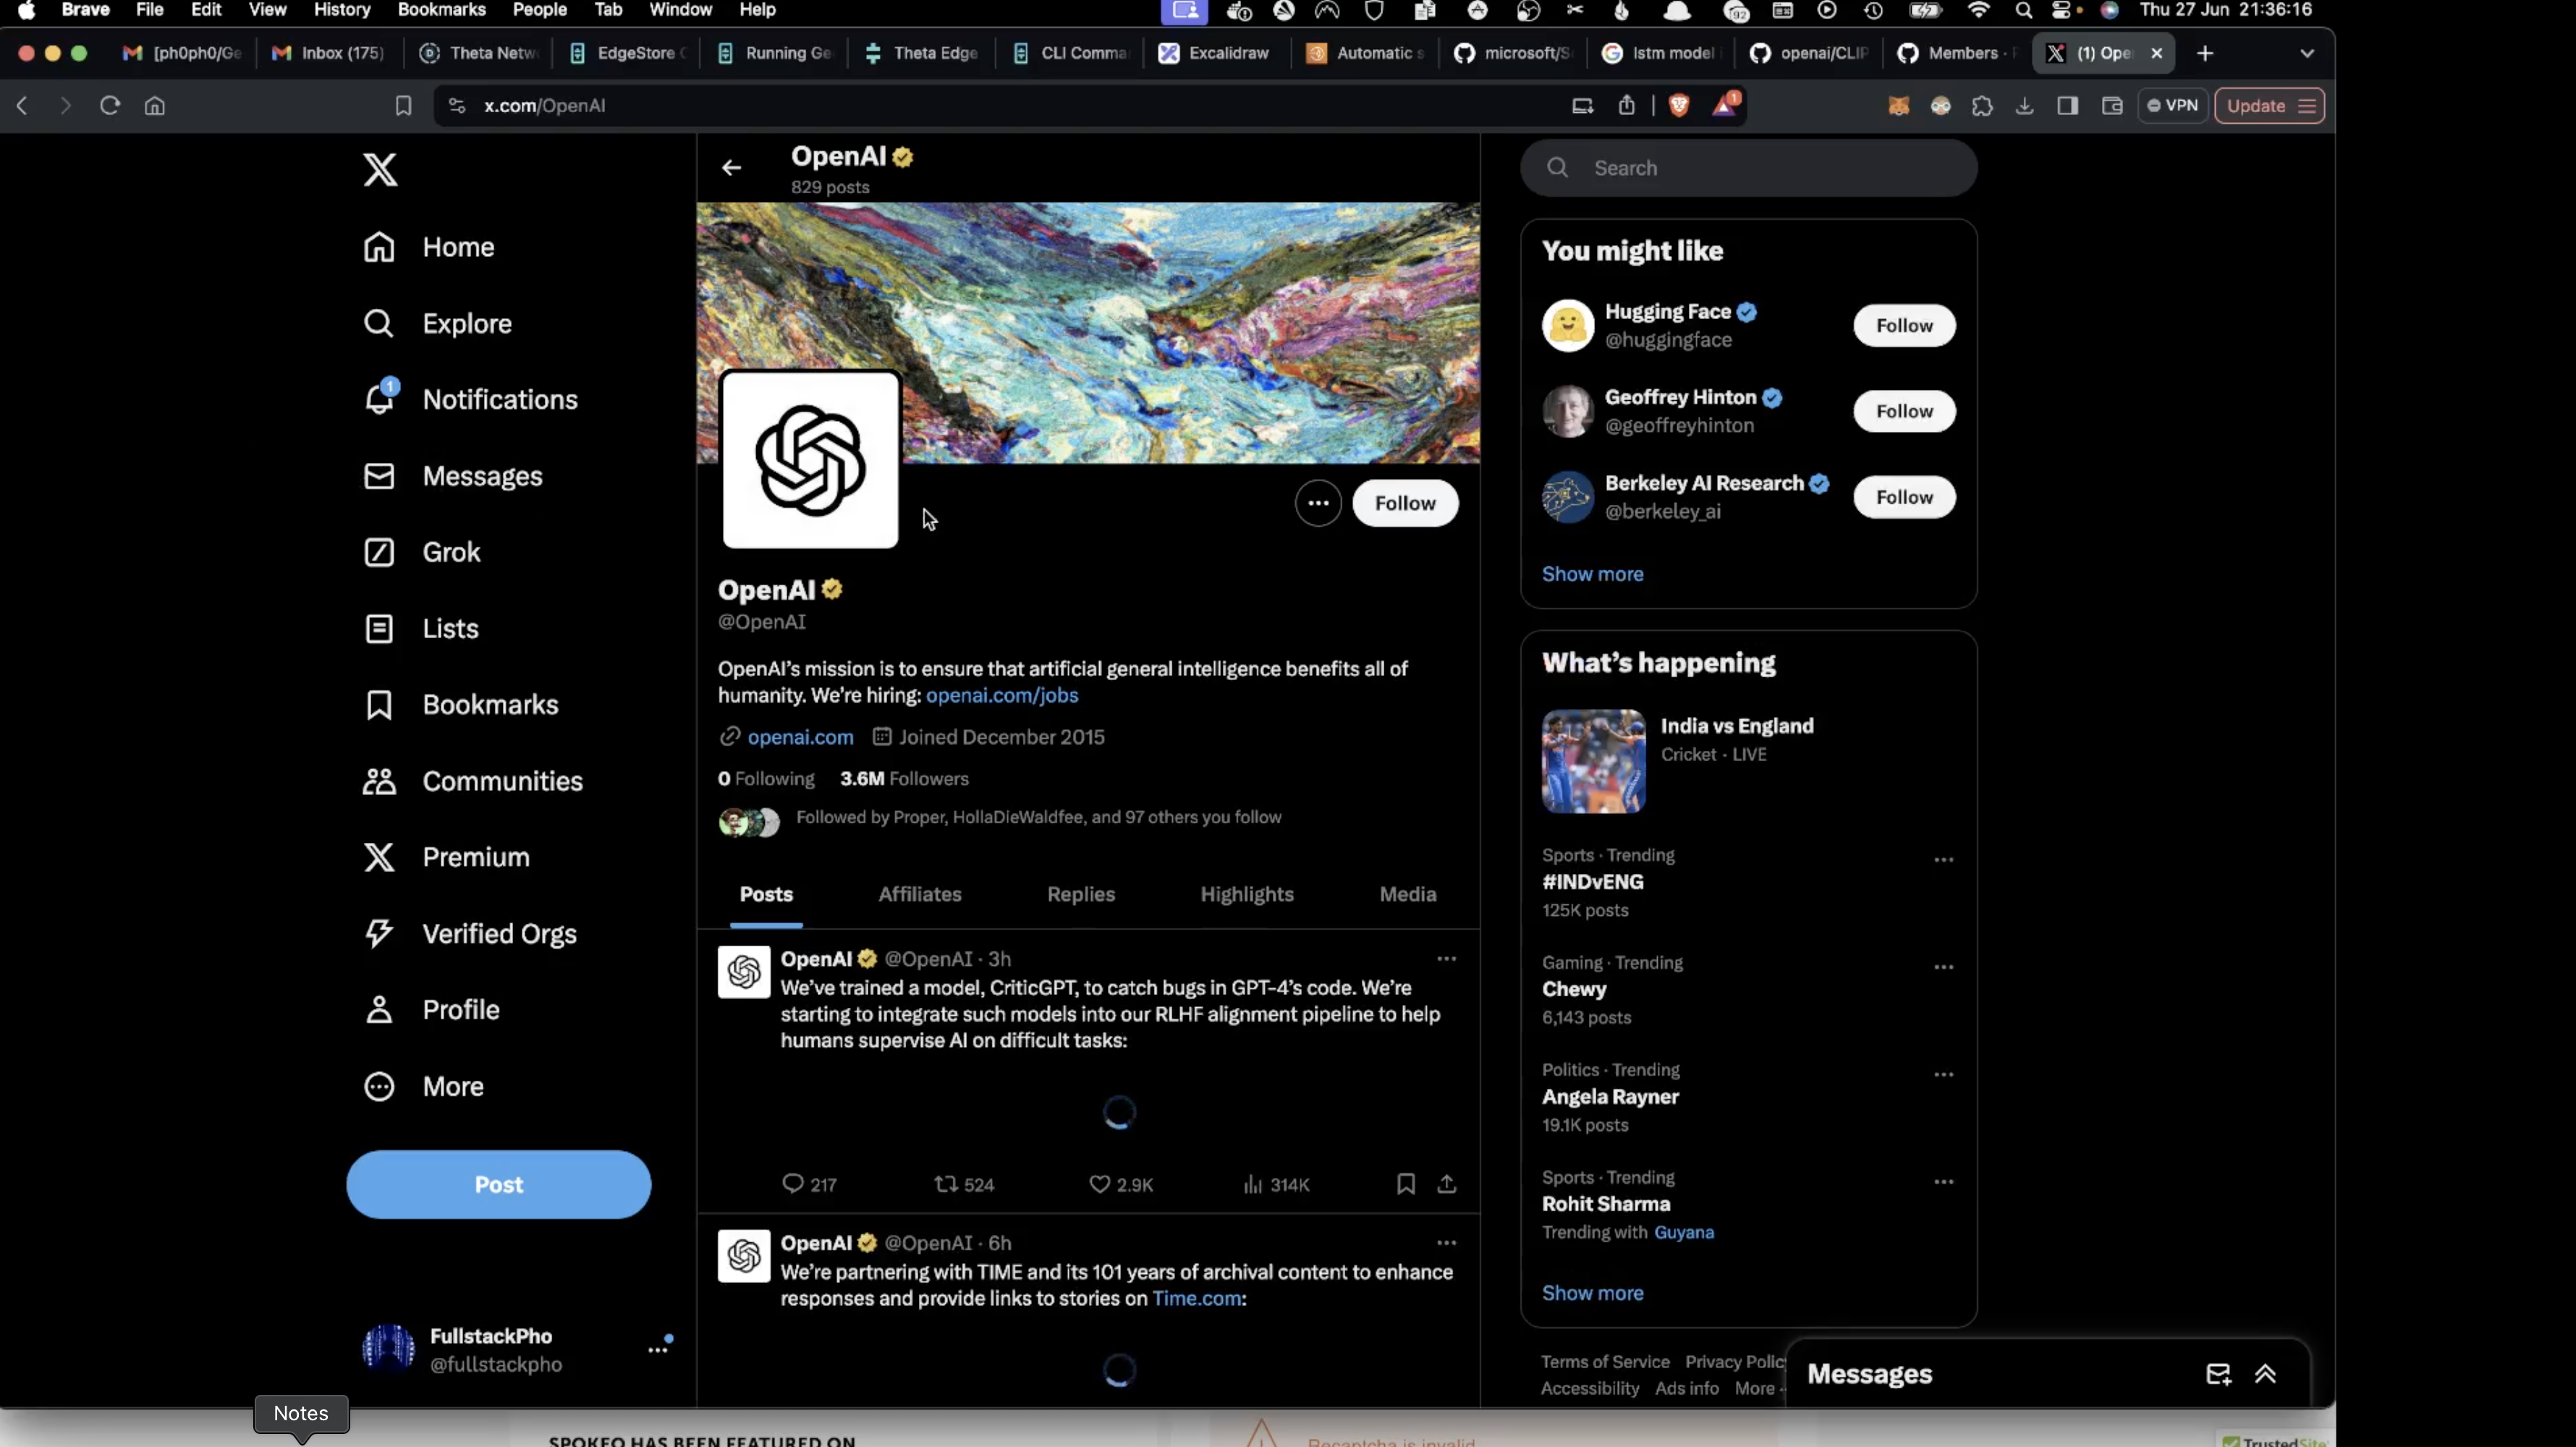 Brave File Edit View History Bookmarks People Tab Window Help
92
Thu 27 Jun 21:36:16
[ph0ph0/Ge
Inbox (175)
Theta Netw
EdgeStore C
Running Ge
Theta Edge
CLI Comma
Excalidraw
Automatic s
microsoft/S
lstm model
openai/CLIP
Members ·
(1) Ope
x.com/OpenAI
1
VPN
Update
Home
Explore
1
Notifications
Messages
Grok
Lists
Bookmarks
Communities
Premium
Verified Orgs
Profile
More
Post
FullstackPho
@fullstackpho
OpenAI
829 posts
Follow
OpenAI
@OpenAI
OpenAI’s mission is to ensure that artificial general intelligence benefits all of
humanity. We’re hiring: openai.com/jobs
openai.com Joined December 2015
0 Following 3.6M Followers
Followed by Proper, HollaDieWaldfee, and 97 others you follow
Posts Affiliates Replies Highlights Media
OpenAI @OpenAI · 3h
We’ve trained a model, CriticGPT, to catch bugs in GPT-4’s code. We’re
starting to integrate such models into our RLHF alignment pipeline to help
humans supervise AI on difficult tasks:
217 524 2.9K 314K
OpenAI @OpenAI · 6h
We’re partnering with TIME and its 101 years of archival content to enhance
responses and provide links to stories on Time.com:
Search
You might like
Hugging Face
@huggingface
Follow
Geoffrey Hinton
@geoffreyhinton
Follow
Berkeley AI Research
@berkeley_ai
Follow
Show more
What’s happening
India vs England
Cricket · LIVE
Sports · Trending
#INDvENG
125K posts
Gaming · Trending
Chewy
6,143 posts
Politics · Trending
Angela Rayner
19.1K posts
Sports · Trending
Rohit Sharma
Trending with Guyana
Show more
Terms of Service Privacy Polic
Accessibility Ads info More
Messages
Notes
SPOKEO HAS BEEN FEATURED ON
Recaptcha is invalid
TrustedSite